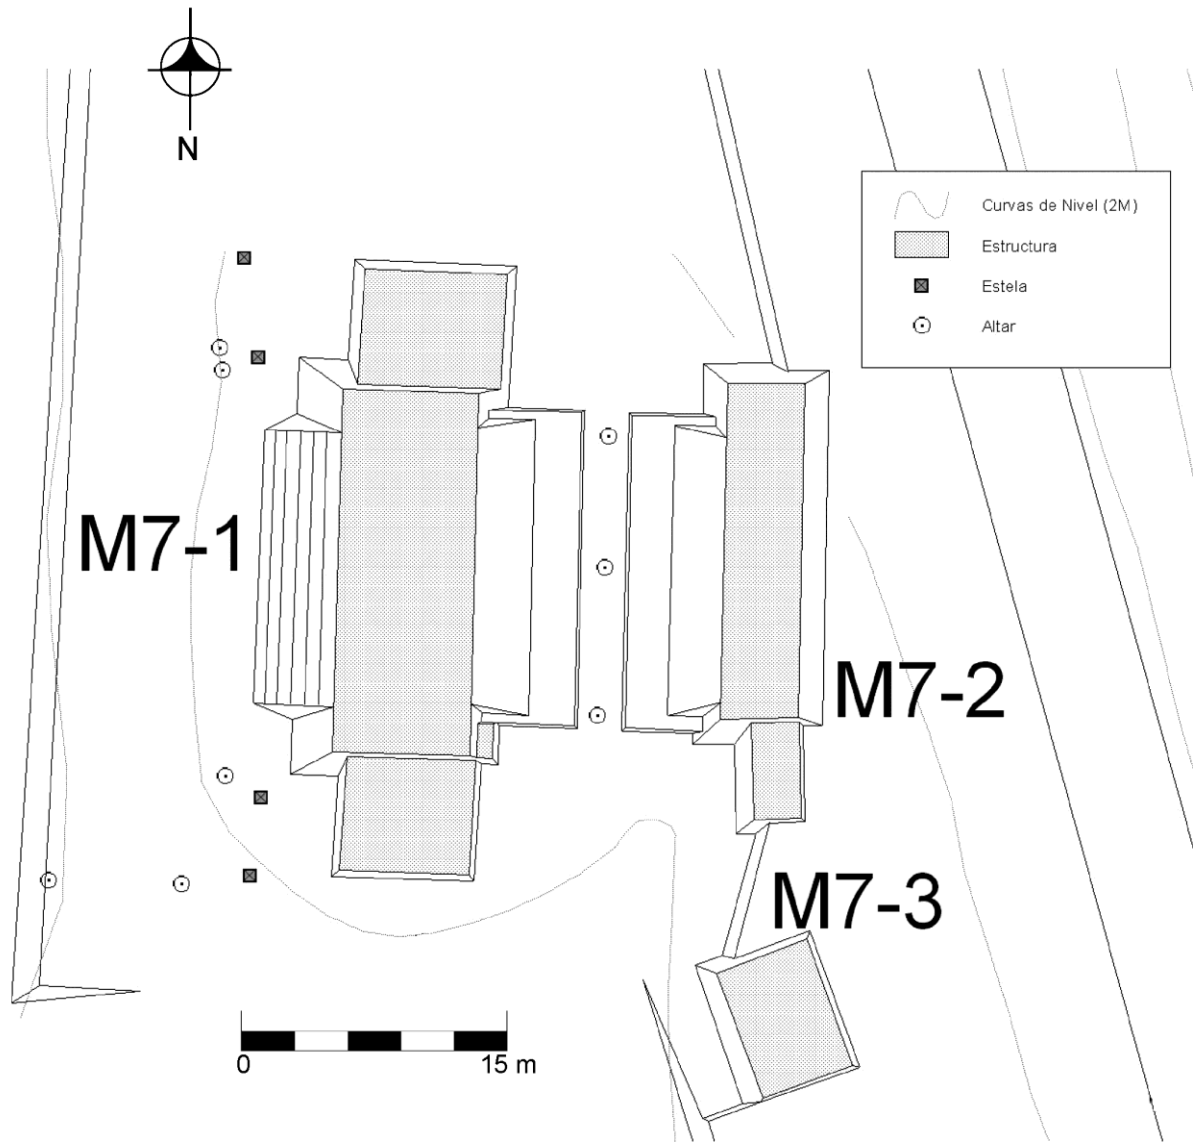 N
Curvas de Nivel (2M)
Estructura
Estela
Altar
M7-1
M7-2
M7-3
0
15 m